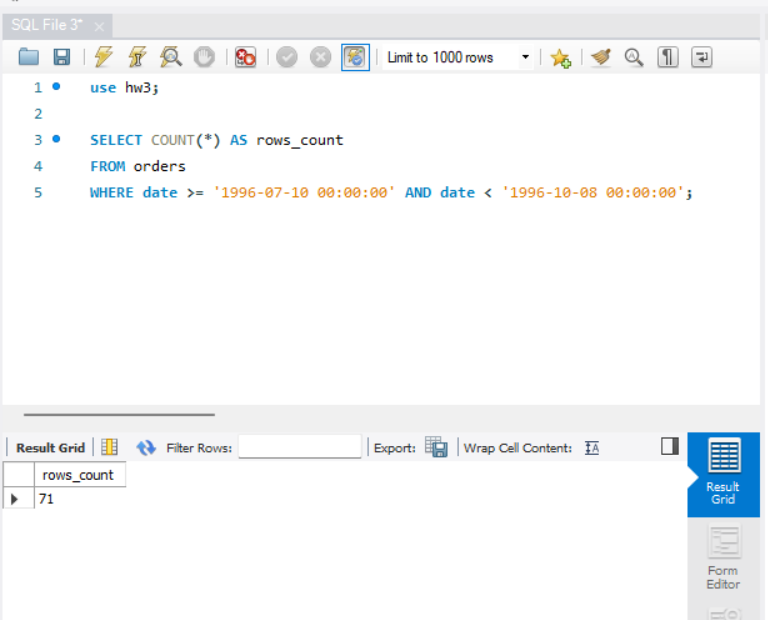 SQL File 3*
Limit to 1000 rows
1 use hw3;
2
3 SELECT COUNT(*) AS rows_count
4 FROM orders
5 WHERE date >= '1996-07-10 00:00:00' AND date < '1996-10-08 00:00:00';
Result Grid Filter Rows: Export: Wrap Cell Content:
rows_count
71
Result
Grid
Form
Editor